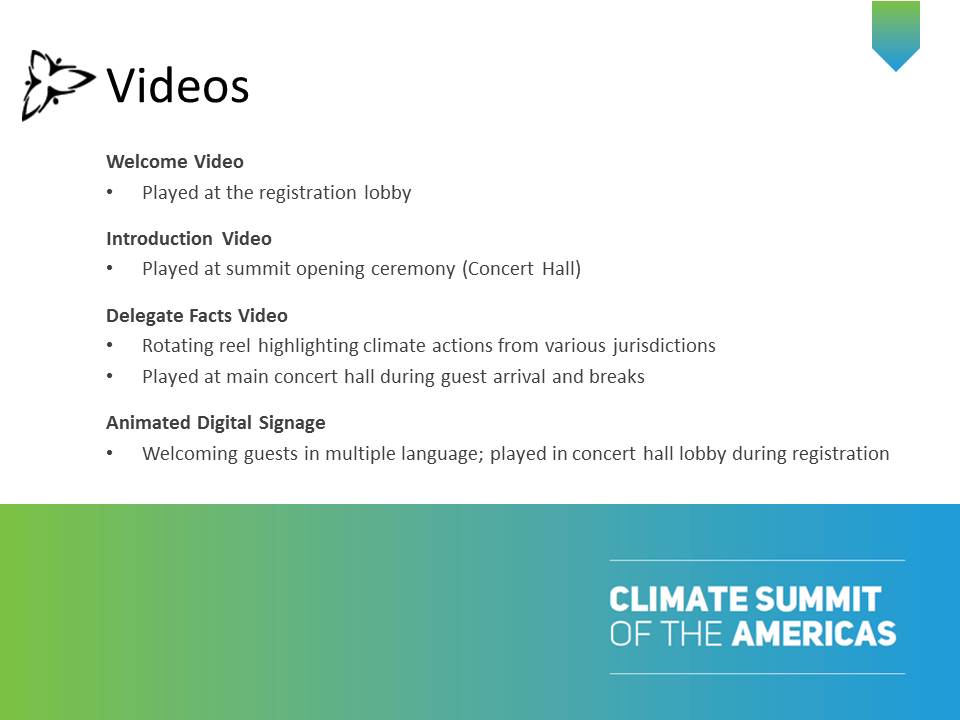 Videos
Welcome Video
• Played at the registration lobby
Introduction Video
• Played at summit opening ceremony (Concert Hall)
Delegate Facts Video
• Rotating reel highlighting climate actions from various jurisdictions
• Played at main concert hall during guest arrival and breaks
Animated Digital Signage
• Welcoming guests in multiple language; played in concert hall lobby during registration
CLIMATE SUMMIT
OF THE AMERICAS